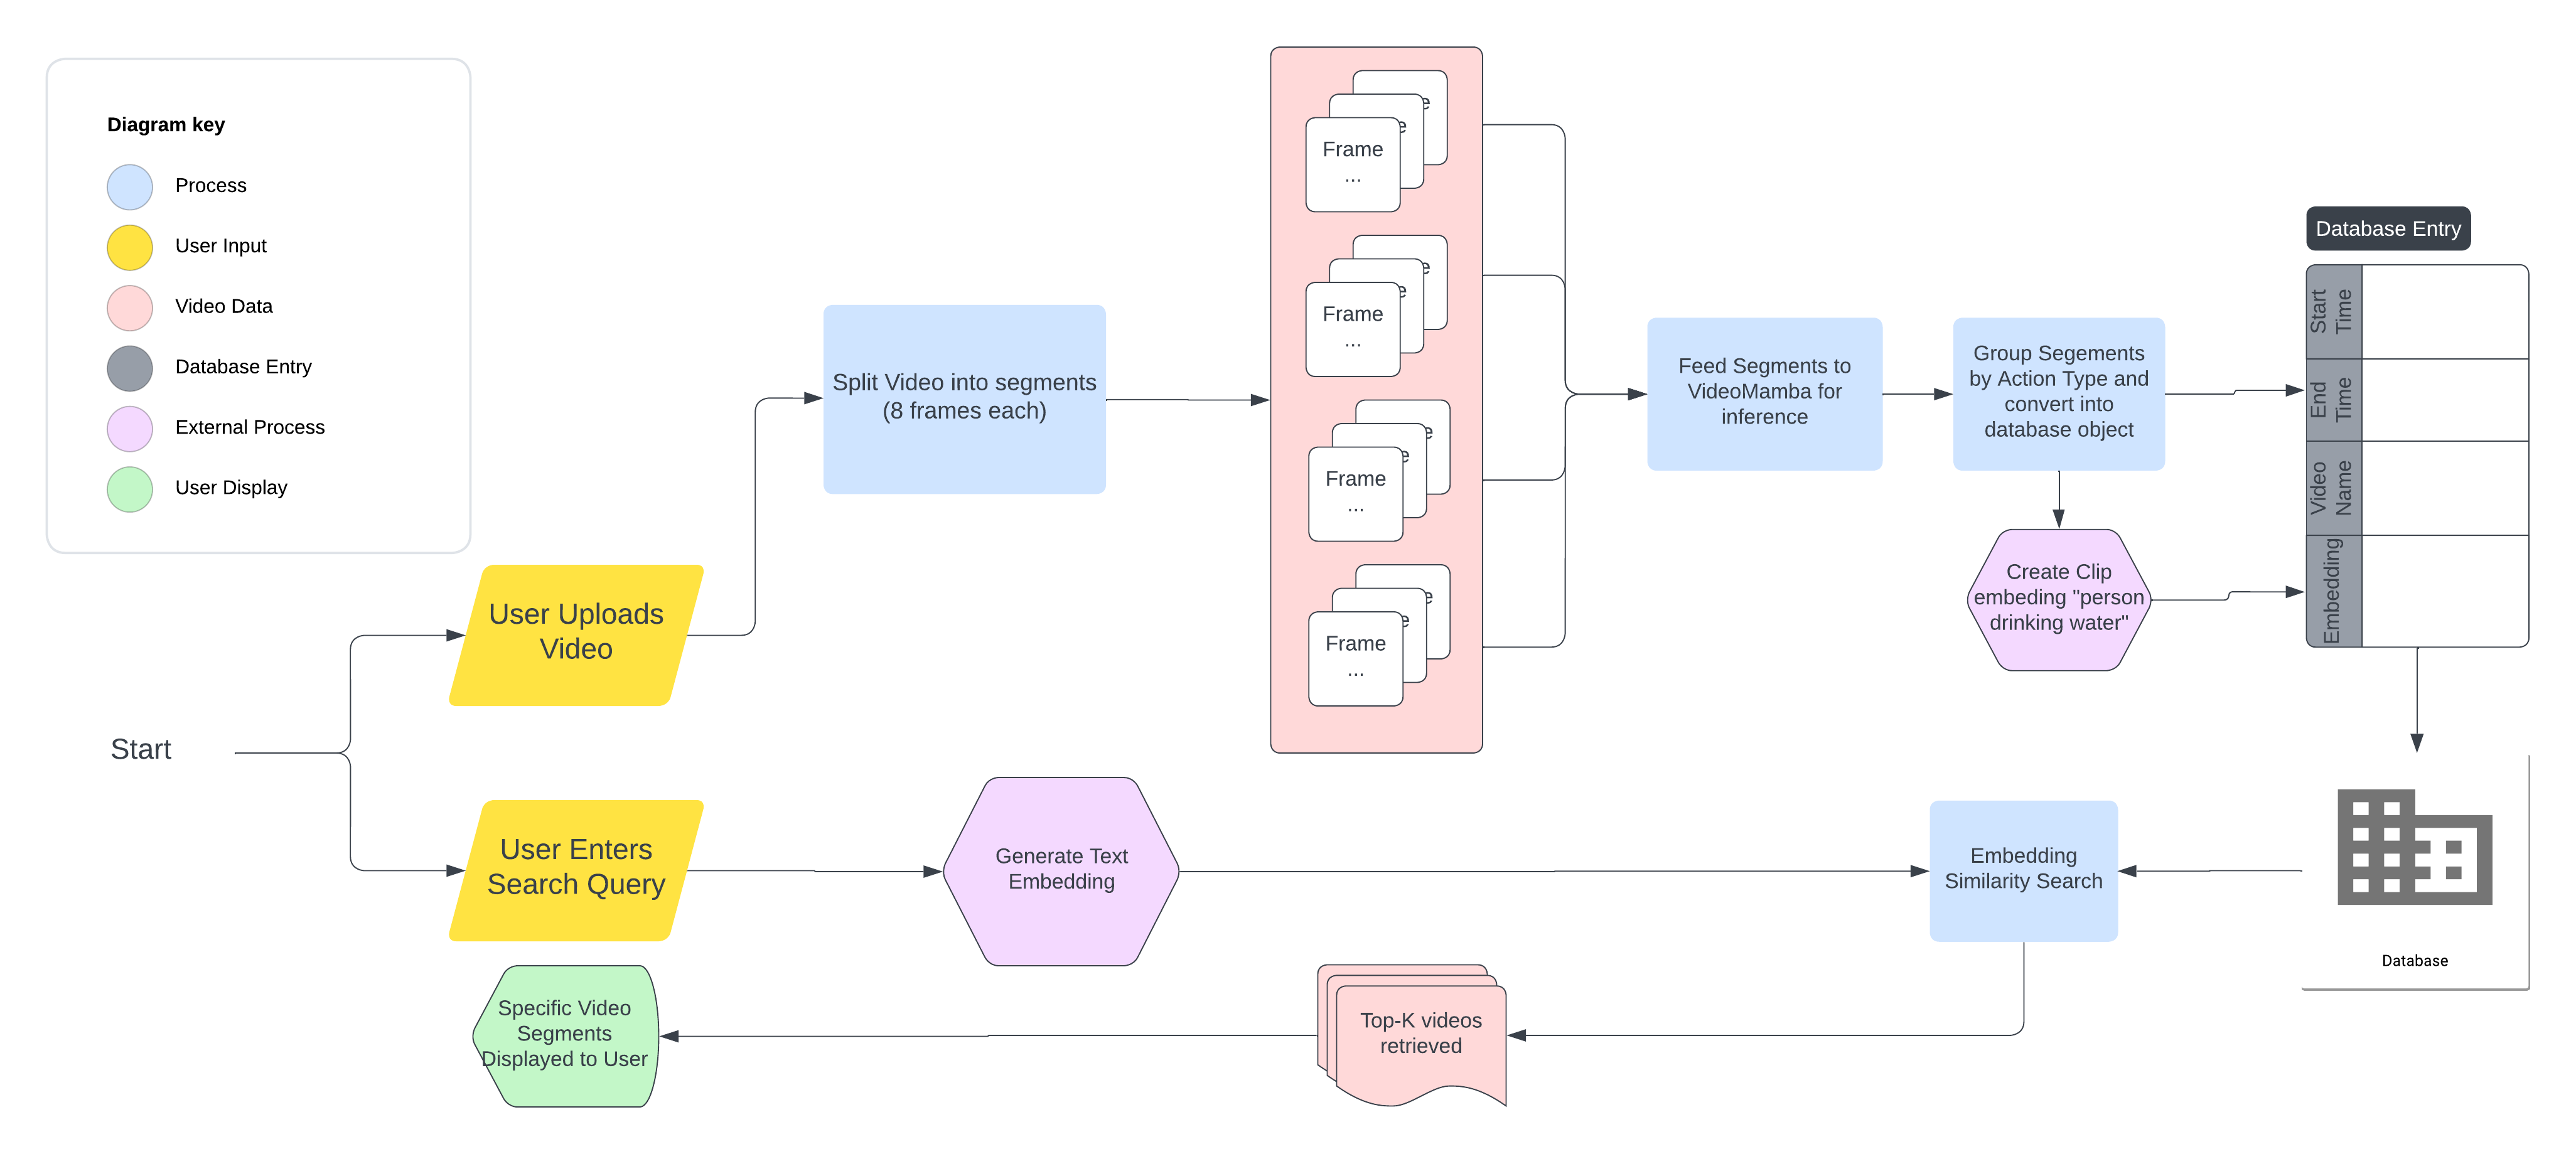 Diagram key
Process
User Input
Video Data
Database Entry
External Process
User Display
Start
User Uploads
Video
Split Video into segments
(8 frames each)
e
e
Frame
...
e
e
Frame
...
e
e
Frame
...
e
e
Frame
...
Feed Segments to
VideoMamba for
inference
Group Segements
by Action Type and
convert into
database object
Create Clip
embeding "person
drinking water"
Database Entry
Start
Time
End
Time
Video
Name
Embedding
Database
User Enters
Search Query
Generate Text
Embedding
Embedding
Similarity Search
Top-K videos
retrieved
Specific Video
Segments
Displayed to User